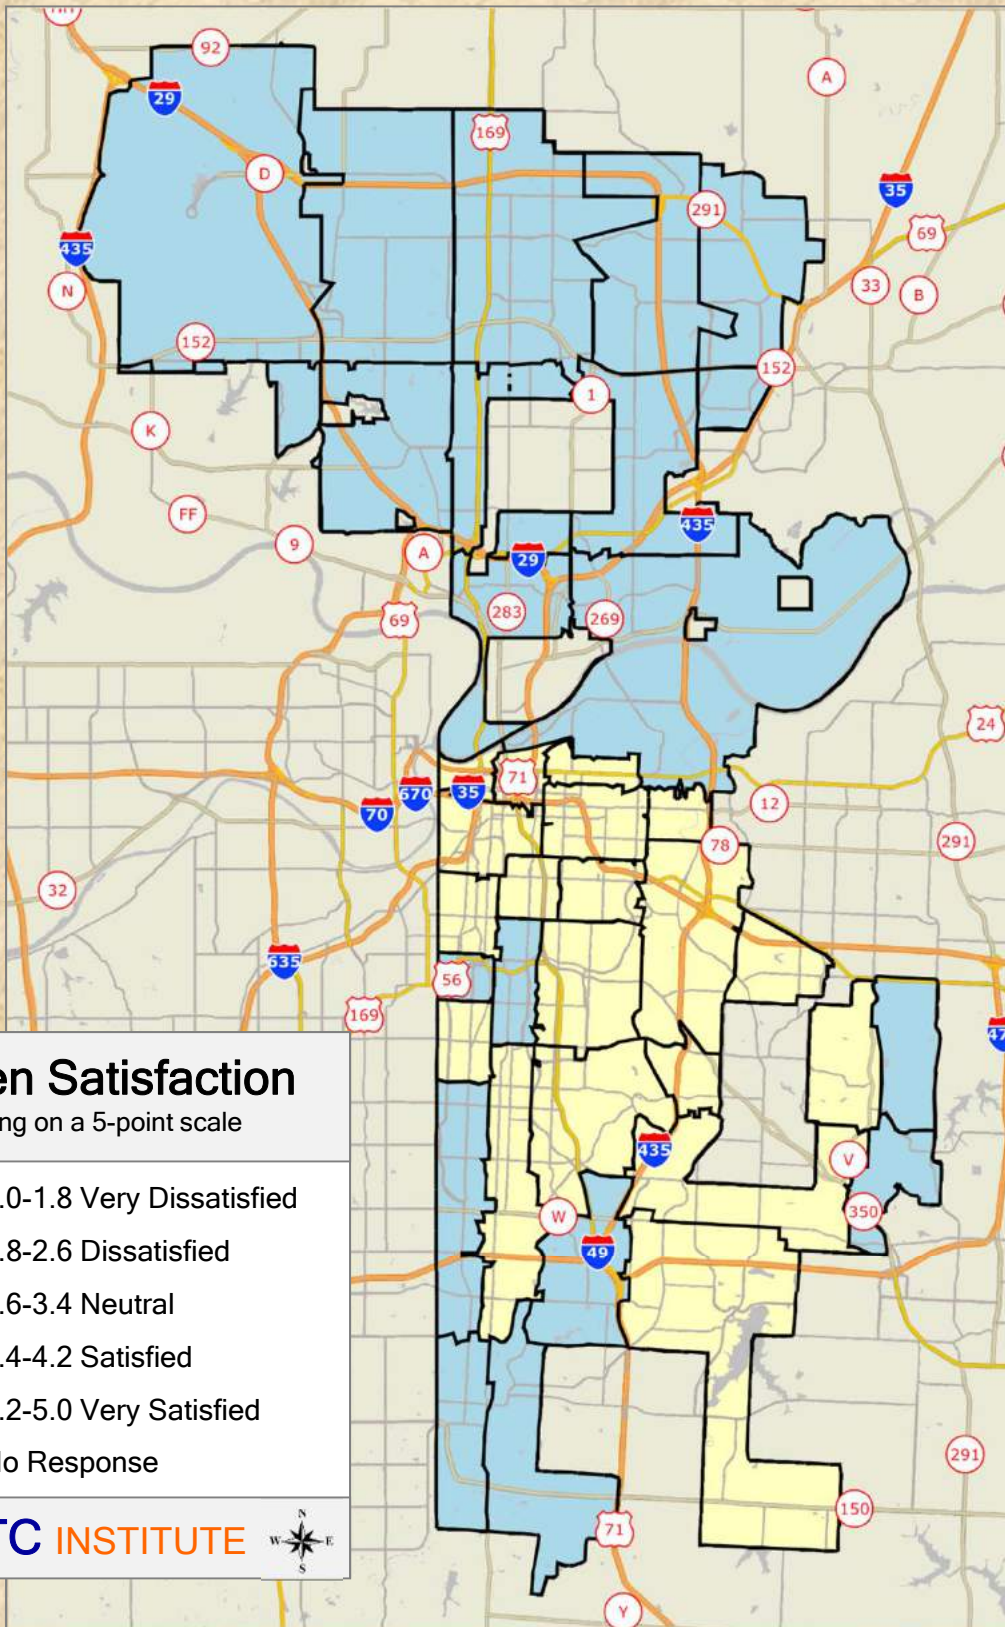 92
29
169
A
35
D
291
69
435
N
33
B
152
152
1
K
FF
9
A
435
29
283
269
69
24
71
670
35
70
12
78
291
32
635
56
169
47
en Satisfaction
ng on a 5-point scale
.0-1.8 Very Dissatisfied
.8-2.6 Dissatisfied
.6-3.4 Neutral
.4-4.2 Satisfied
.2-5.0 Very Satisfied
lo Response
TC INSTITUTE
N
W E
S
435
V
350
W
49
291
150
71
Y